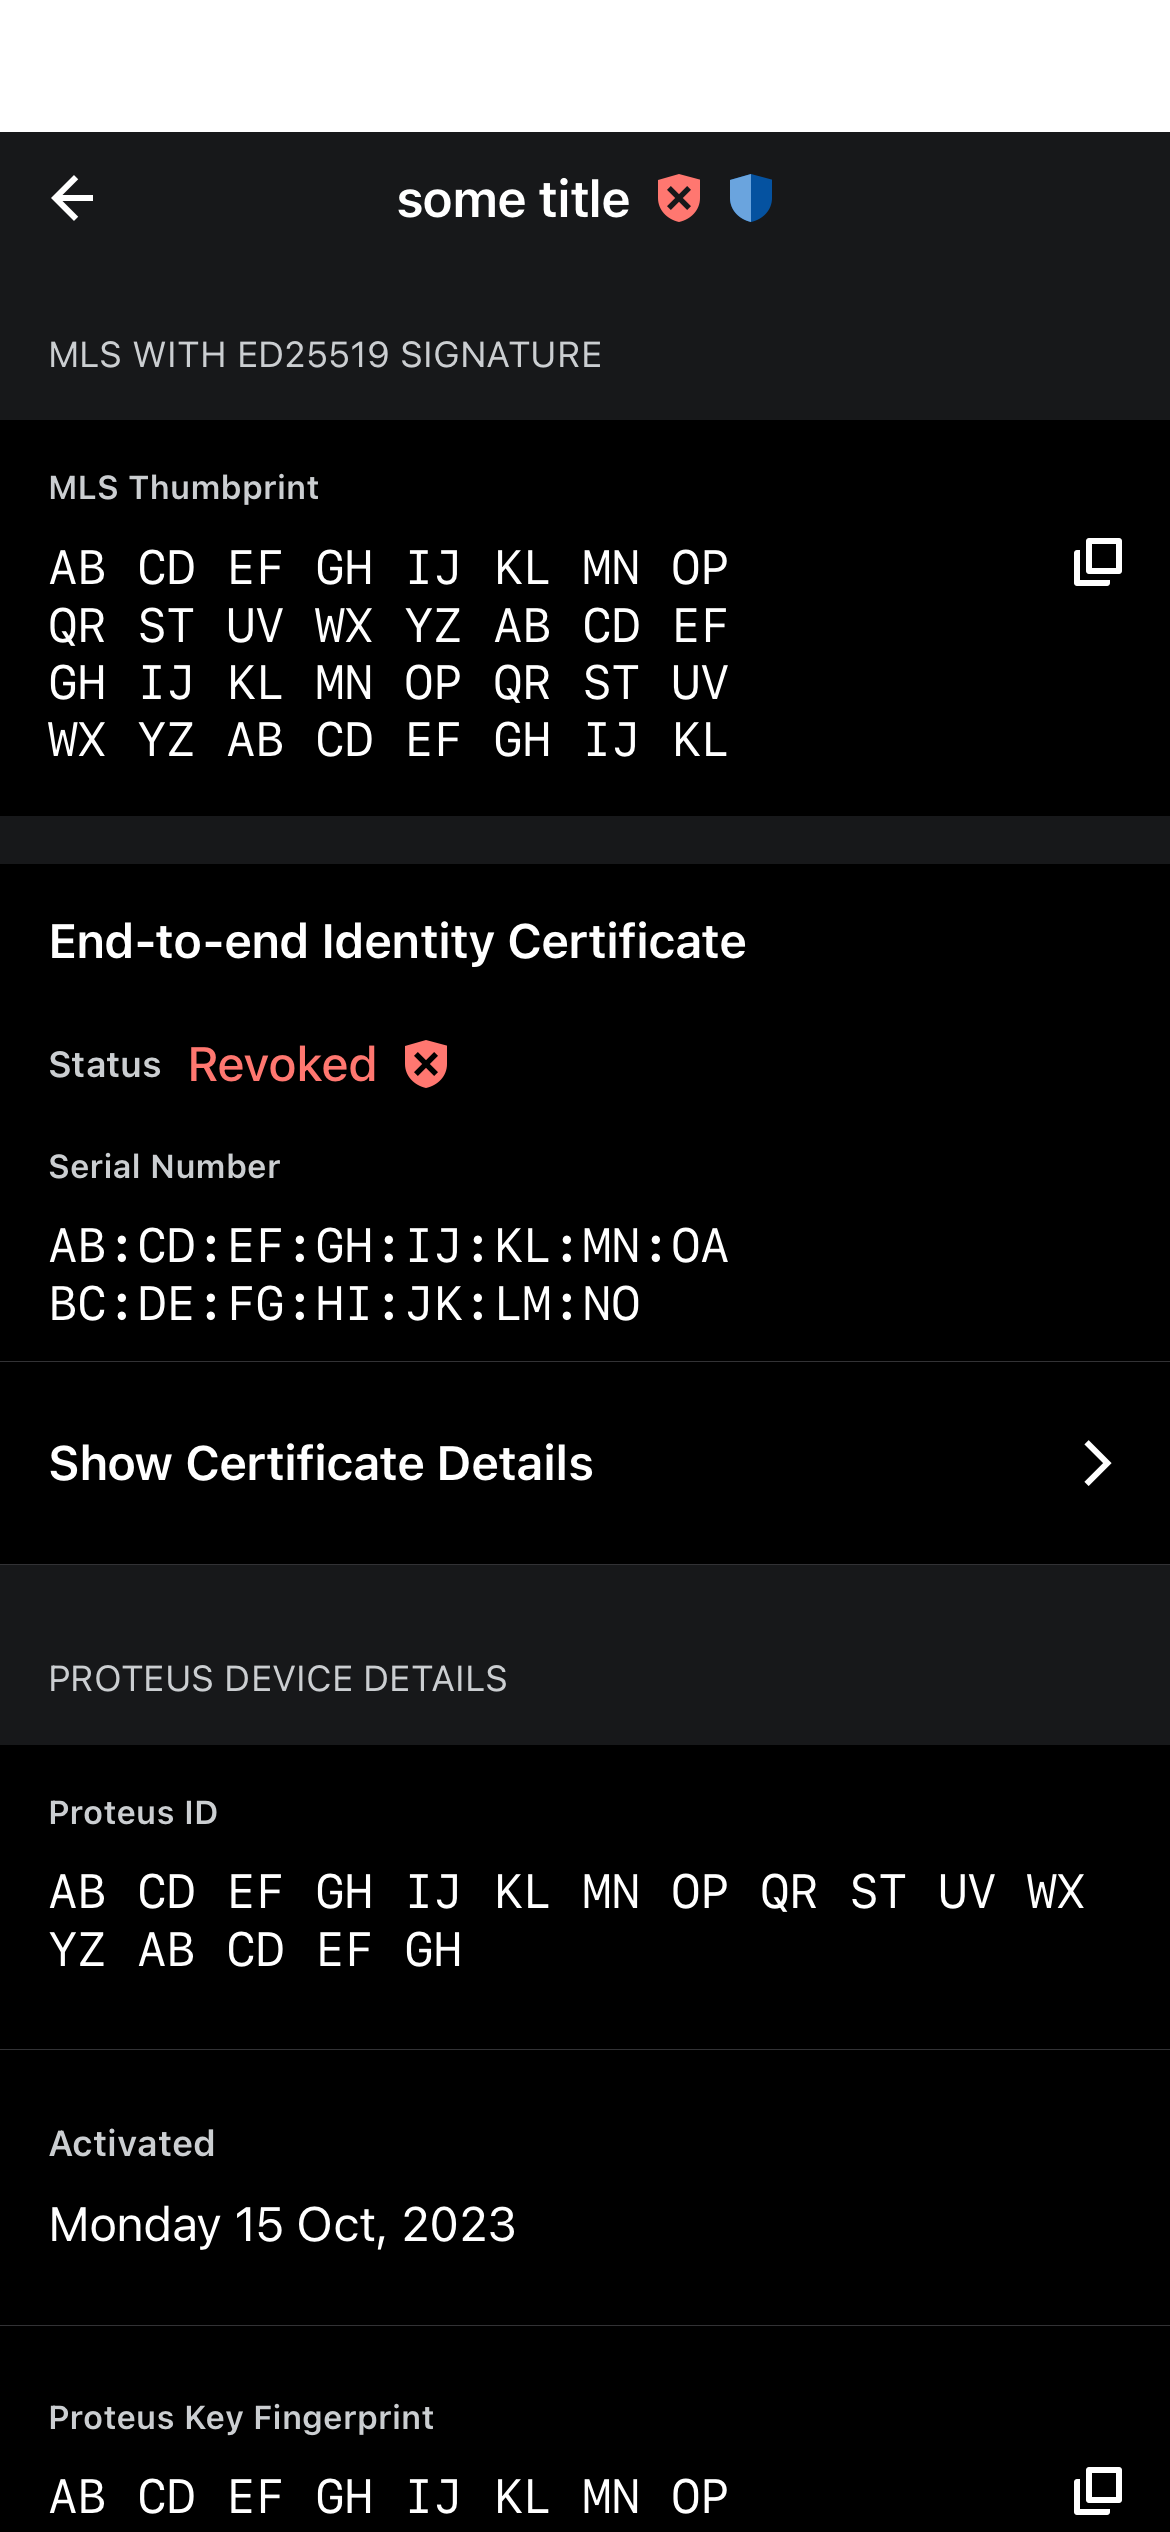 some title
MLS WITH ED25519 SIGNATURE
MLS Thumbprint
AB CD EF GH IJ KL MN OP
QR ST UV WX YZ AB CD EF
GH IJ KL MN OP QR ST UV
WX YZ AB CD EF GH IJ KL
End-to-end Identity Certificate
Status Revoked
Serial Number
AB:CD:EF:GH:IJ:KL:MN:OA
BC:DE:FG:HI:JK:LM:NO
Show Certificate Details
PROTEUS DEVICE DETAILS
Proteus ID
AB CD EF GH IJ KL MN OP QR ST UV WX
YZ AB CD EF GH
Activated
Monday 15 Oct, 2023
Proteus Key Fingerprint
AB CD EF GH IJ KL MN OP